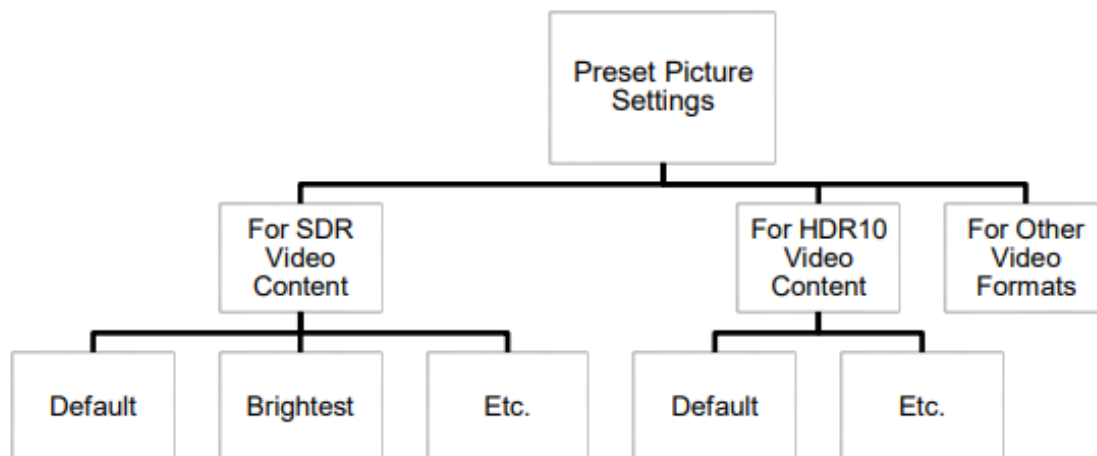 Preset Picture
Settings
For SDR
Video
Content
For HDR10
Video
Content
For Other
Video
Formats
Default
Brightest
Etc.
Default
Etc.